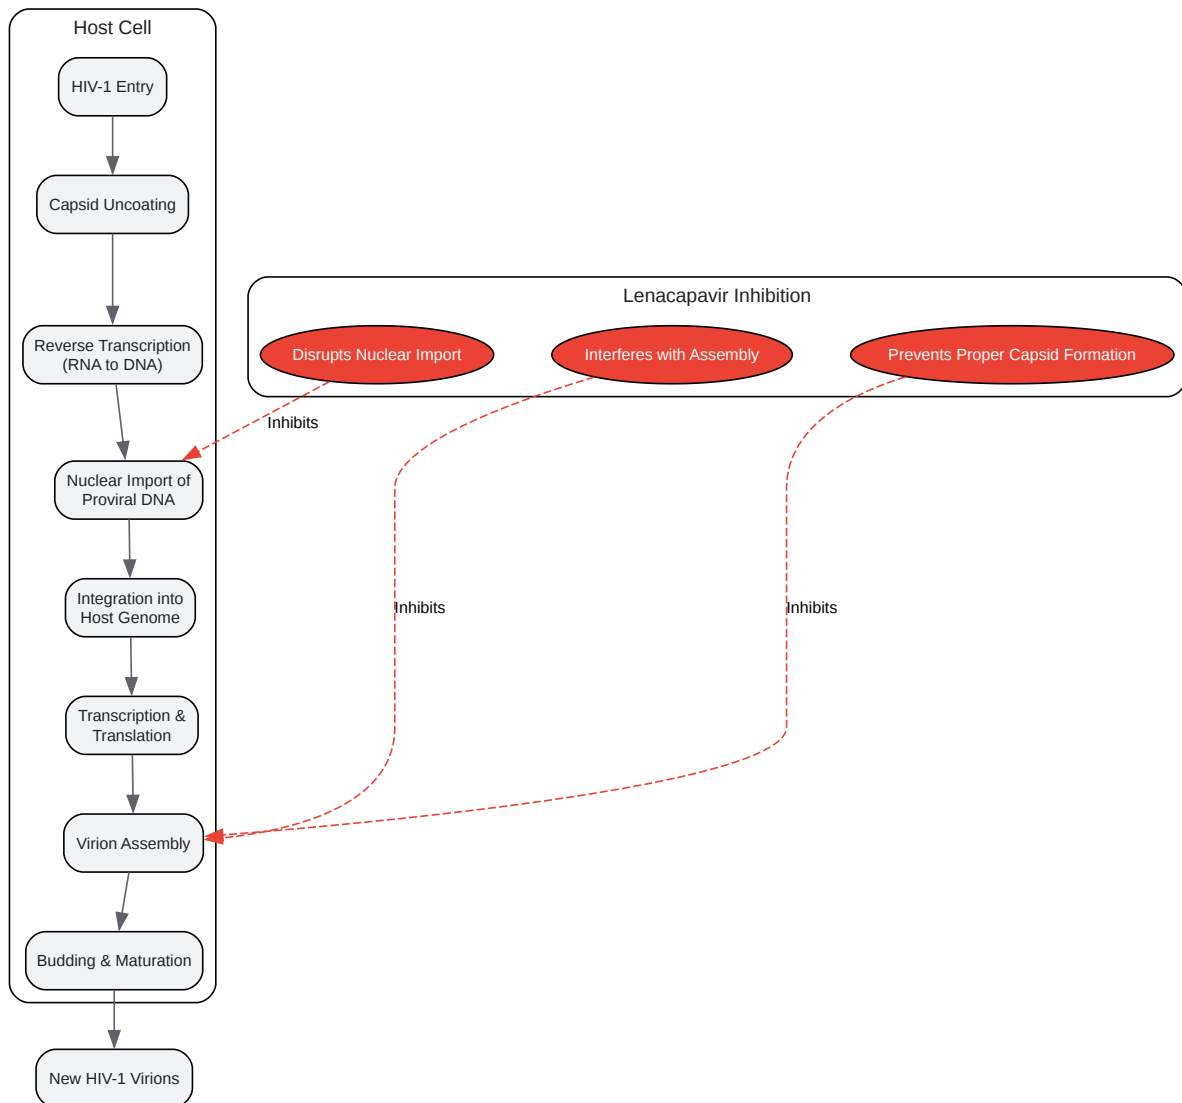 Host Cell
HIV-1 Entry
Capsid Uncoating
Reverse Transcription
(RNA to DNA)
Nuclear Import of
Proviral DNA
Integration into
Host Genome
Transcription &
Translation
Virion Assembly
Budding & Maturation
New HIV-1 Virions
Lenacapavir Inhibition
Disrupts Nuclear Import
Interferes with Assembly
Prevents Proper Capsid Formation
Inhibits
Inhibits
Inhibits